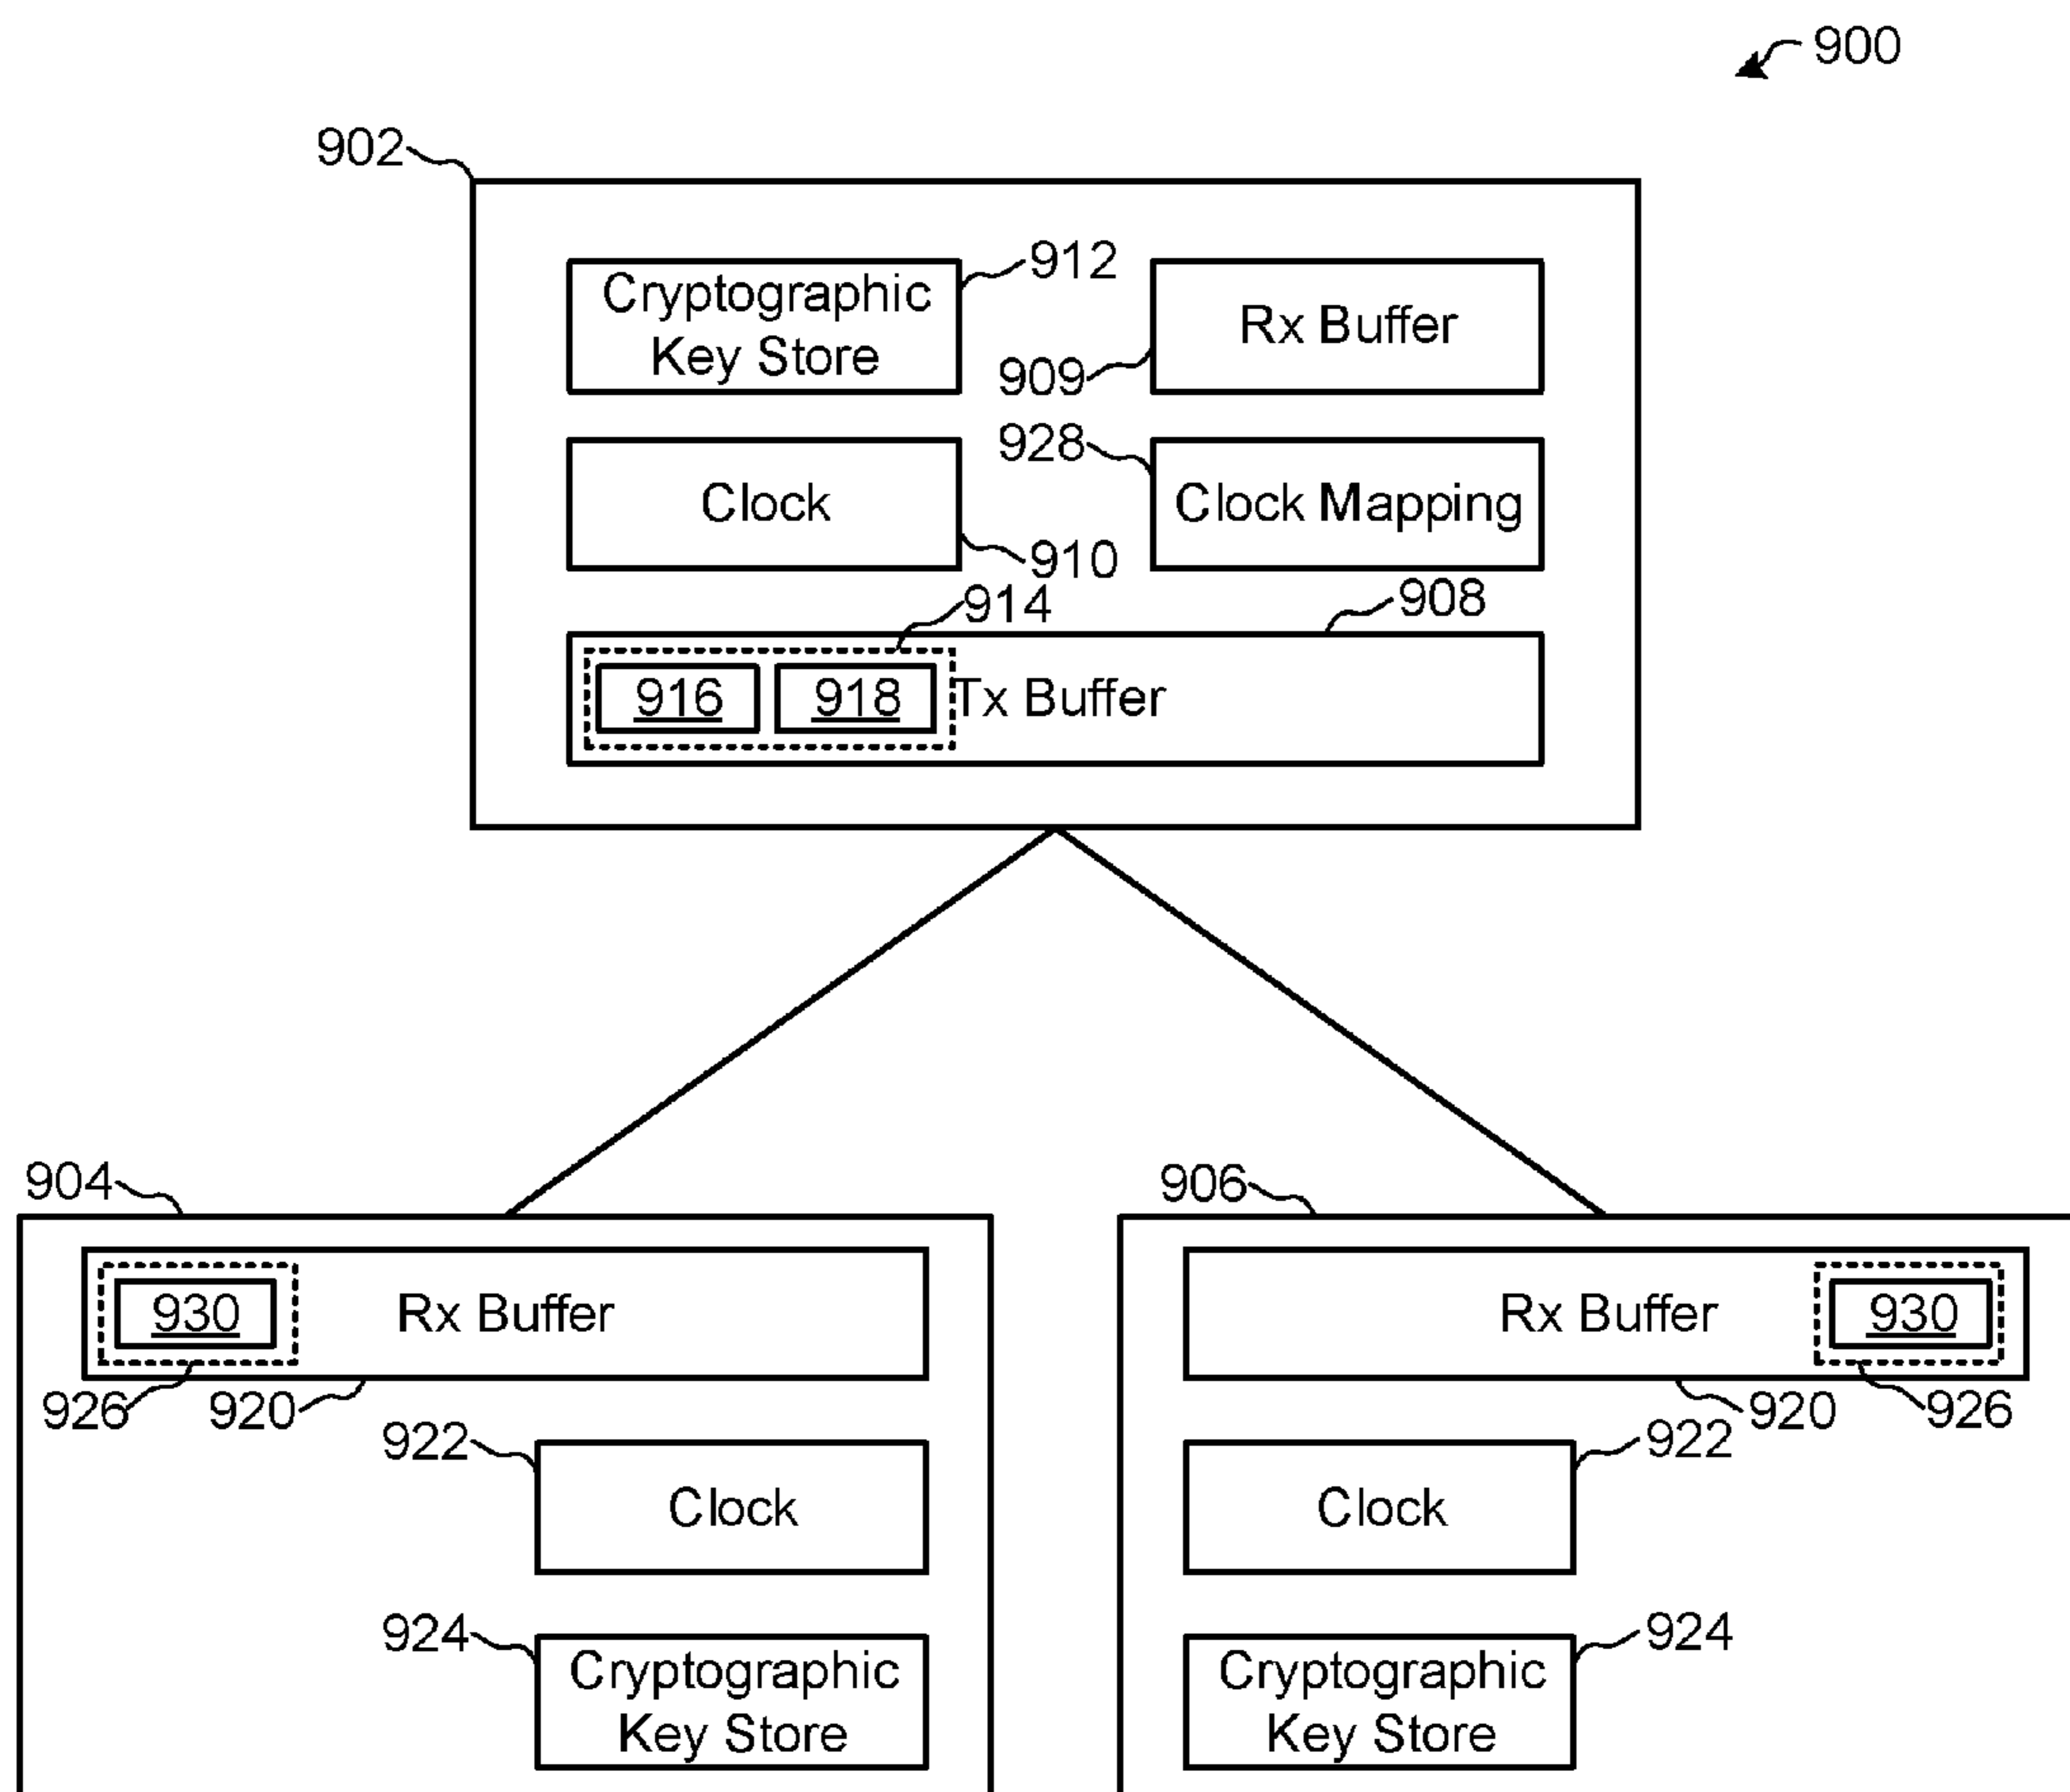 900
902
912
Cryptographic
Key Store
Rx Buffer
909
928
Clock
Clock Mapping
910
914
908
916 918 Tx Buffer
904
906
930 Rx Buffer
Rx Buffer 930
926 920
920 926
922
922
Clock
Clock
924
924
Cryptographic
Key Store
Cryptographic
Key Store